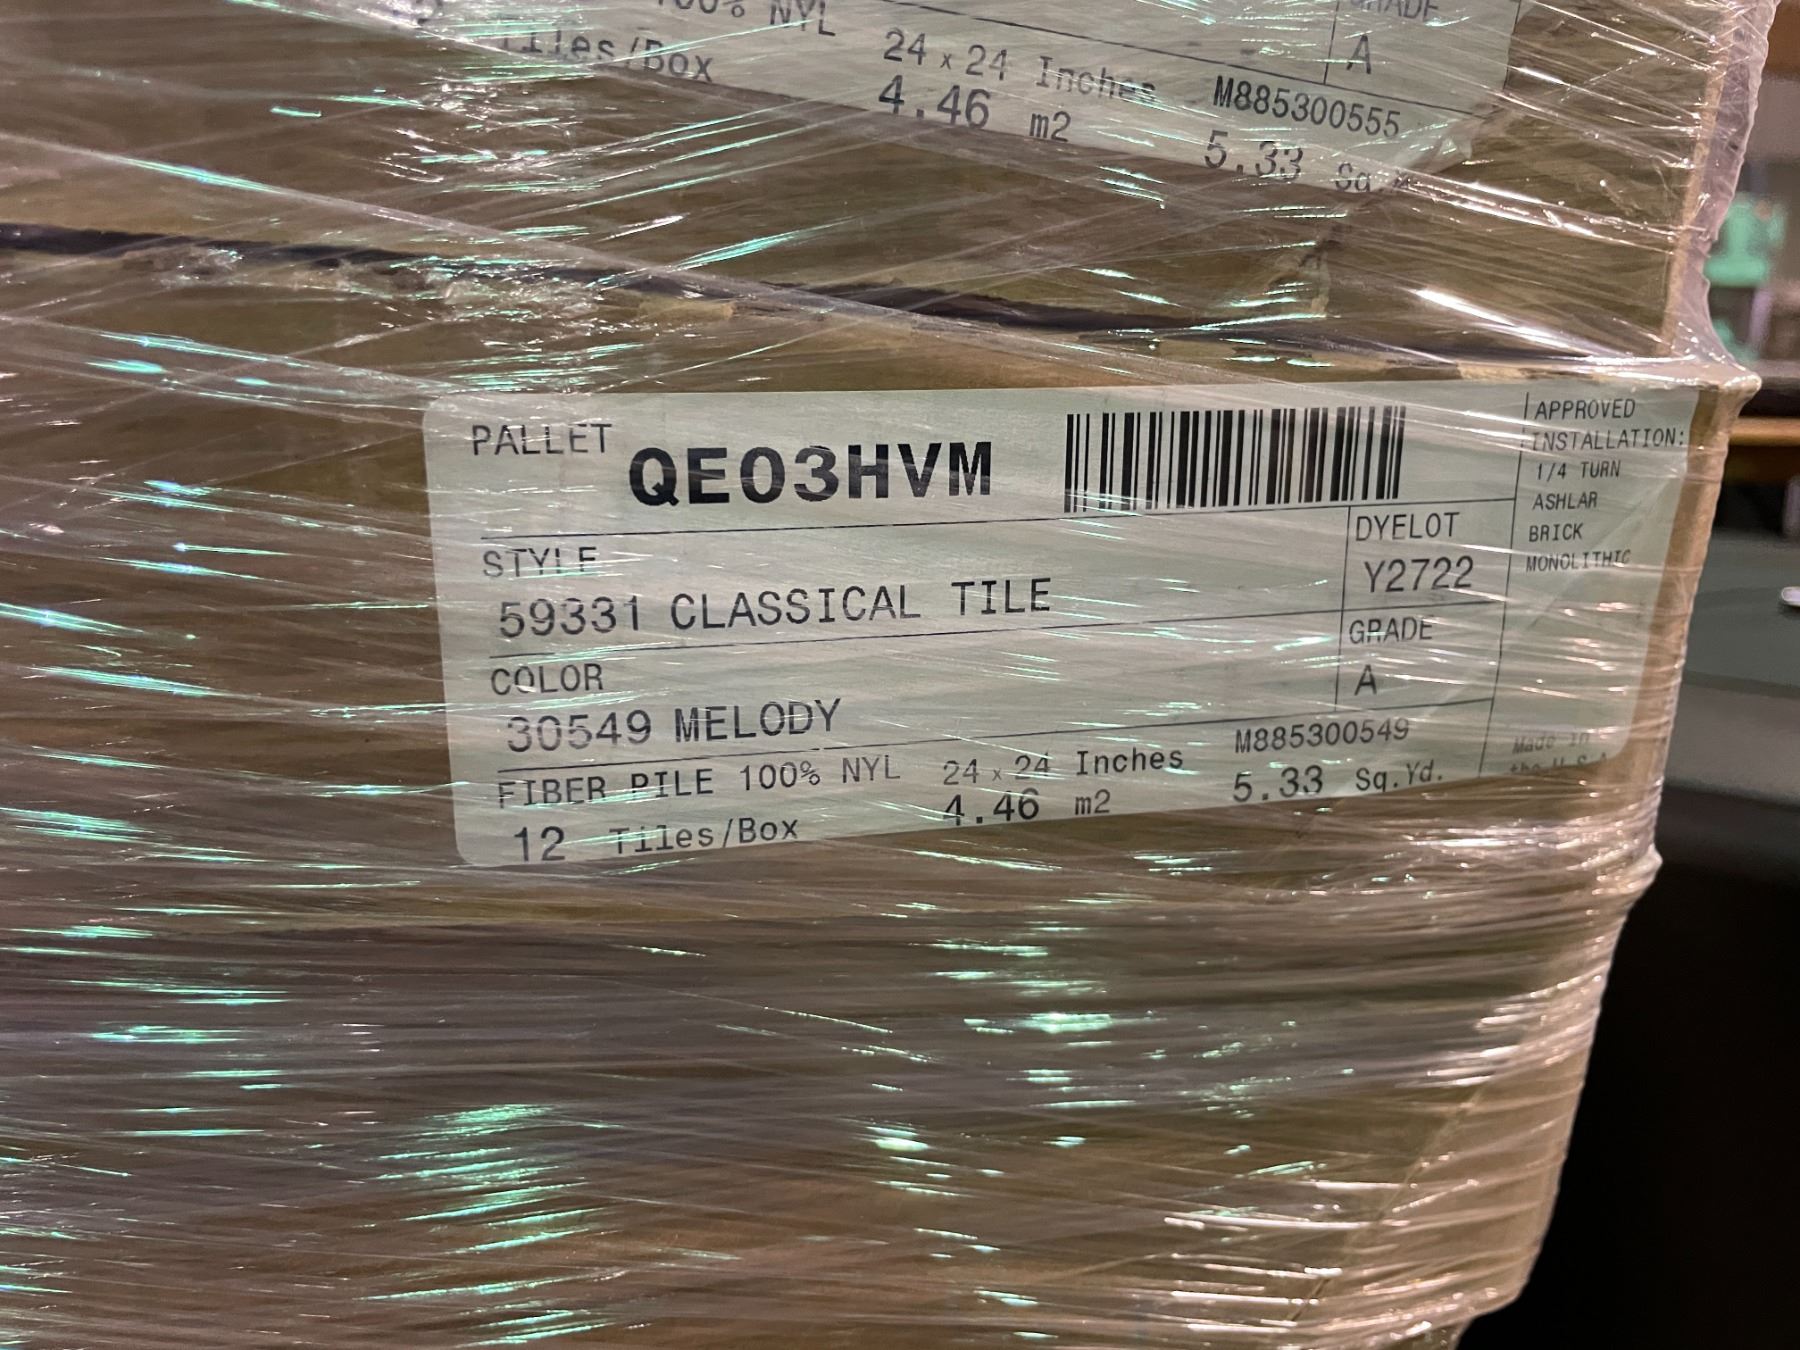 100% NYL
Tiles/Box
24 x 24 Inches
4.46 m2
GRADE
A
M885300555
5.33 Sq.
PALLET QE03HVM
STYLE
59331 CLASSICAL TILE
DYELOT
Y2722
COLOR
30549 MELODY
GRADE
A
FIBER PILE 100% NYL 24 x 24 Inches M885300549
12 Tiles/Box 4.46 m2 5.33 Sq.Yd.
APPROVED
INSTALLATION:
1/4 TURN
ASHLAR
BRICK
MONOLITHIC
Made in
the U.S.A